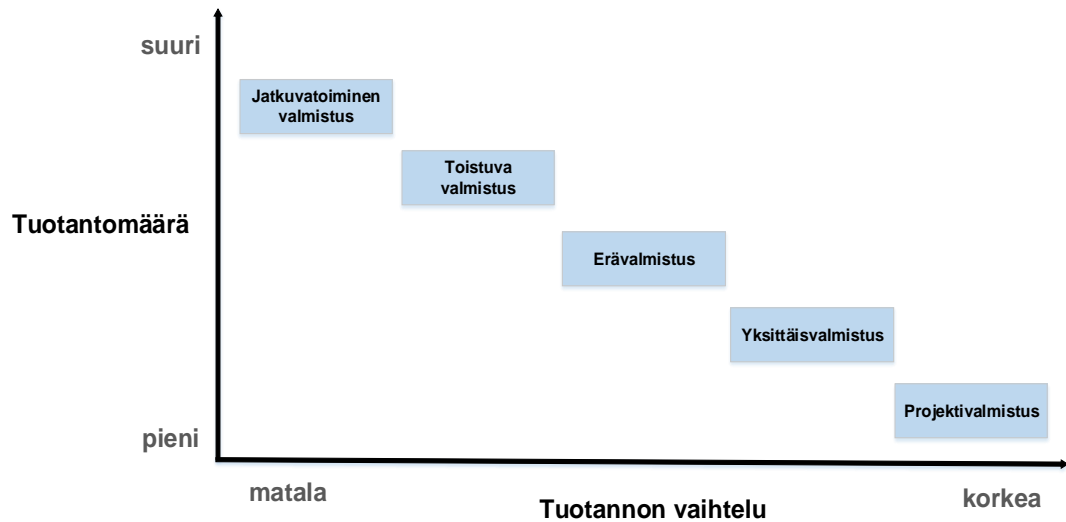 suuri
Jatkuvatoiminen
valmistus
Toistuva
valmistus
Tuotantomäärä
Erävalmistus
Yksittäisvalmistus
Projektivalmistus
pieni
matala
Tuotannon vaihtelu
korkea